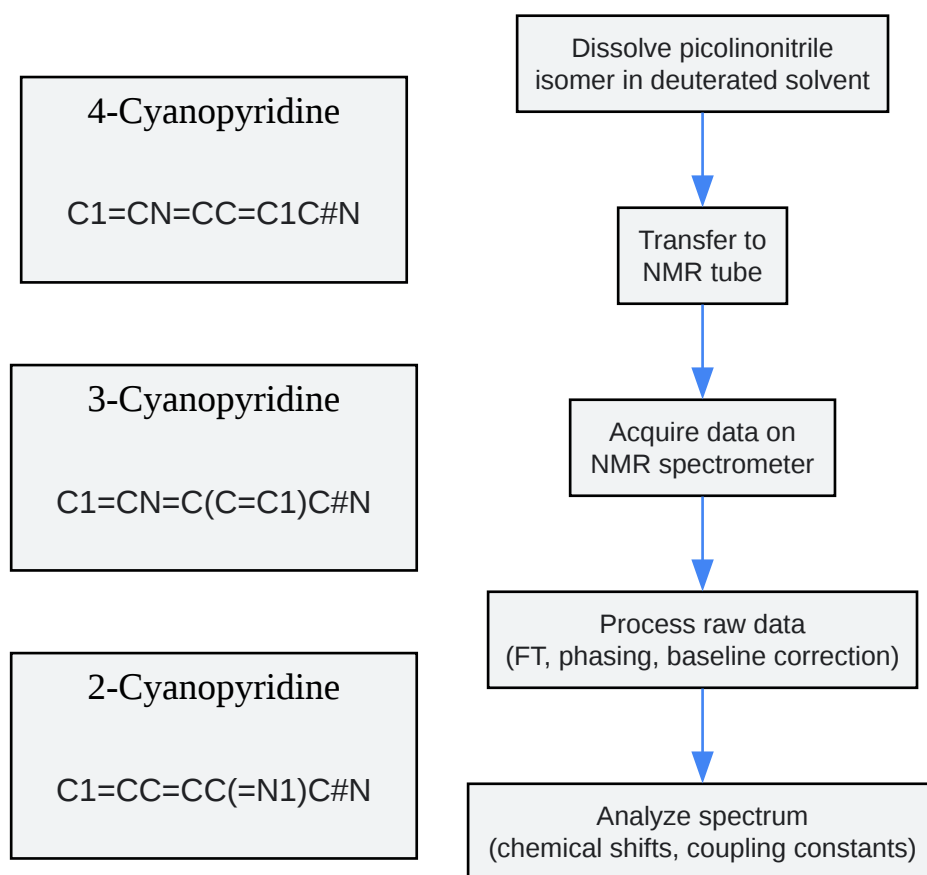 4-Cyanopyridine
C1=CN=CC=C1C#N
3-Cyanopyridine
C1=CN=C(C=C1)C#N
2-Cyanopyridine
C1=CC=CC(=N1)C#N
Dissolve picolinonitrile
isomer in deuterated solvent
Transfer to
NMR tube
Acquire data on
NMR spectrometer
Process raw data
(FT, phasing, baseline correction)
Analyze spectrum
(chemical shifts, coupling constants)